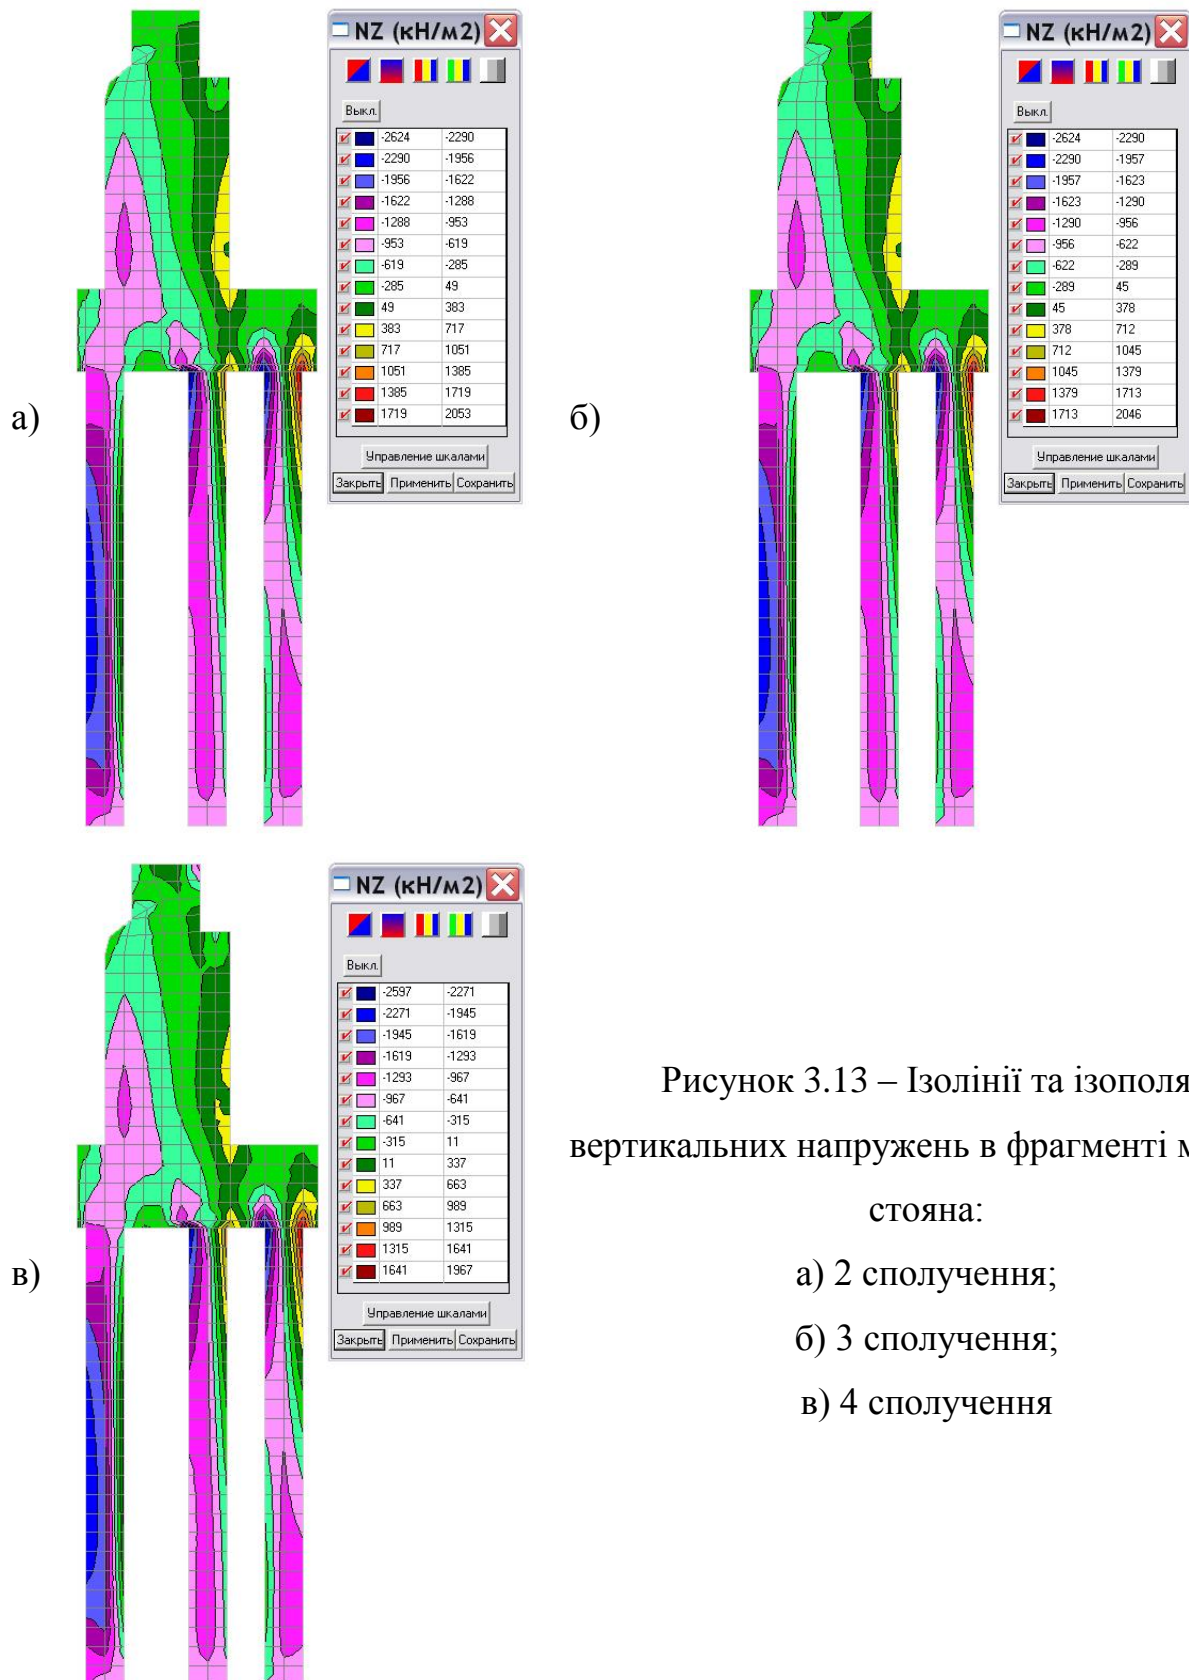 NZ (кН/м2)
Выкл.
-2624 -2290
-2290 -1956
-1956 -1622
-1622 -1288
-1288 -953
-953 -619
-619 -285
-285 49
49 383
383 717
717 1051
1051 1385
1385 1719
1719 2053
Управление шкалами
Закрыть Применить Сохранить
а)
NZ (кН/м2)
Выкл.
-2624 -2290
-2290 -1957
-1957 -1623
-1623 -1290
-1290 -956
-956 -622
-622 -289
-289 45
45 378
378 712
712 1045
1045 1379
1379 1713
1713 2046
Управление шкалами
Закрыть Применить Сохранить
б)
NZ (кН/м2)
Выкл.
-2597 -2271
-2271 -1945
-1945 -1619
-1619 -1293
-1293 -967
-967 -641
-641 -315
-315 11
11 337
337 663
663 989
989 1315
1315 1641
1641 1967
Управление шкалами
Закрыть Применить Сохранить
в)
Рисунок 3.13 – Ізолінії та ізополя
вертикальних напружень в фрагменті
стояна:
а) 2 сполучення;
б) 3 сполучення;
в) 4 сполучення